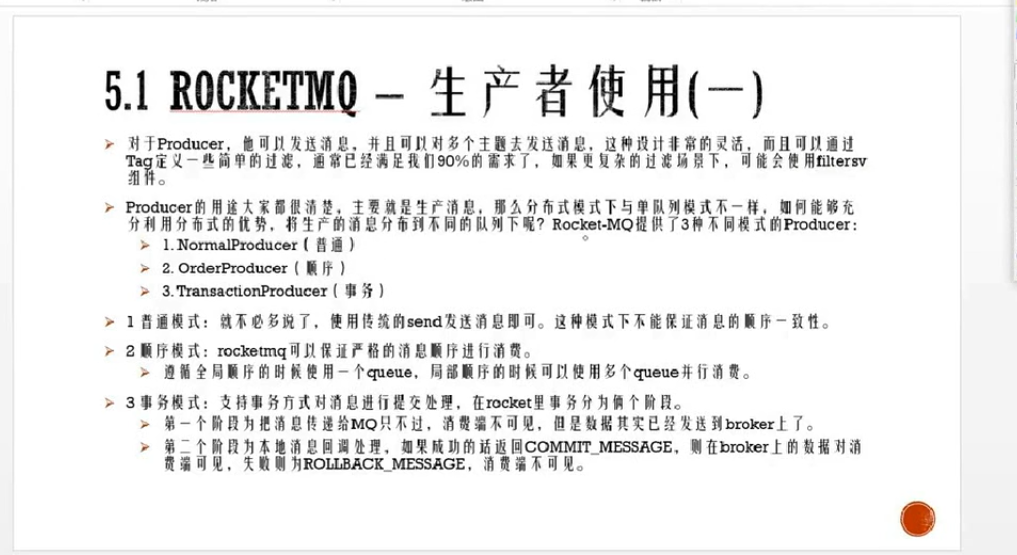 5.1 ROCKETMQ – 生产者使用(一)
对于Producer，他可以发送消息，并且可以对多个主题去发送消息，这种设计非常的灵活，而且可以通过
Tag定义一些简单的过滤，通常已经满足我们90%的需求了，如果更复杂的过滤场景下，可能会使用filtersv
组件。
Producer的用途大家都很清楚，主要就是生产消息，那么分布式模式下与单队列模式不一样，如何能够充
分利用分布式的优势，将生产的消息分布到不同的队列下呢？Rocket-MQ提供了3种不同模式的Producer：
1.NormalProducer（普通）
2. OrderProducer（顺序）
3.TransactionProducer（事务）
1 普通模式：就不必多说了，使用传统的send发送消息即可。这种模式下不能保证消息的顺序一致性。
2 顺序模式：rocketmq可以保证严格的消息顺序进行消费。
遵循全局顺序的时候使用一个queue，局部顺序的时候可以使用多个queue并行消费。
3 事务模式：支持事务方式对消息进行提交处理，在rocket里事务分为俩个阶段。
第一个阶段为把消息传递给MQ只不过，消费端不可见，但是数据其实已经发送到broker上了。
第二个阶段为本地消息回调处理，如果成功的话返回COMMIT_MESSAGE，则在broker上的数据对消
费端可见，失败则为ROLLBACK_MESSAGE，消费端不可见。